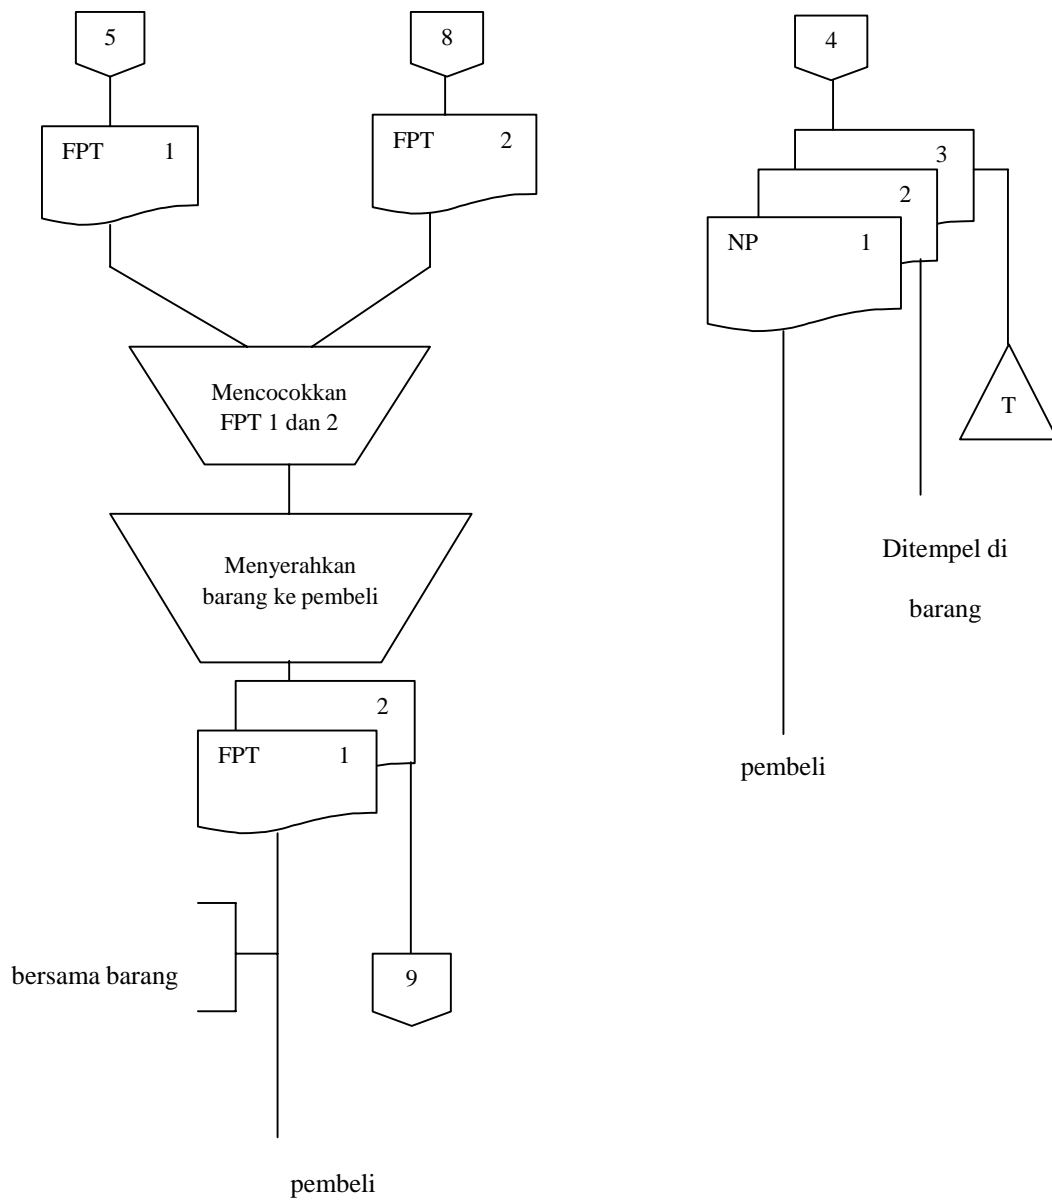 5
8
4
FPT 1
FPT 2
3
2
NP 1
Mencocokkan
FPT 1 dan 2
T
Menyerahkan
barang ke pembeli
Ditempel di
barang
2
FPT 1
pembeli
bersama barang
9
pembeli